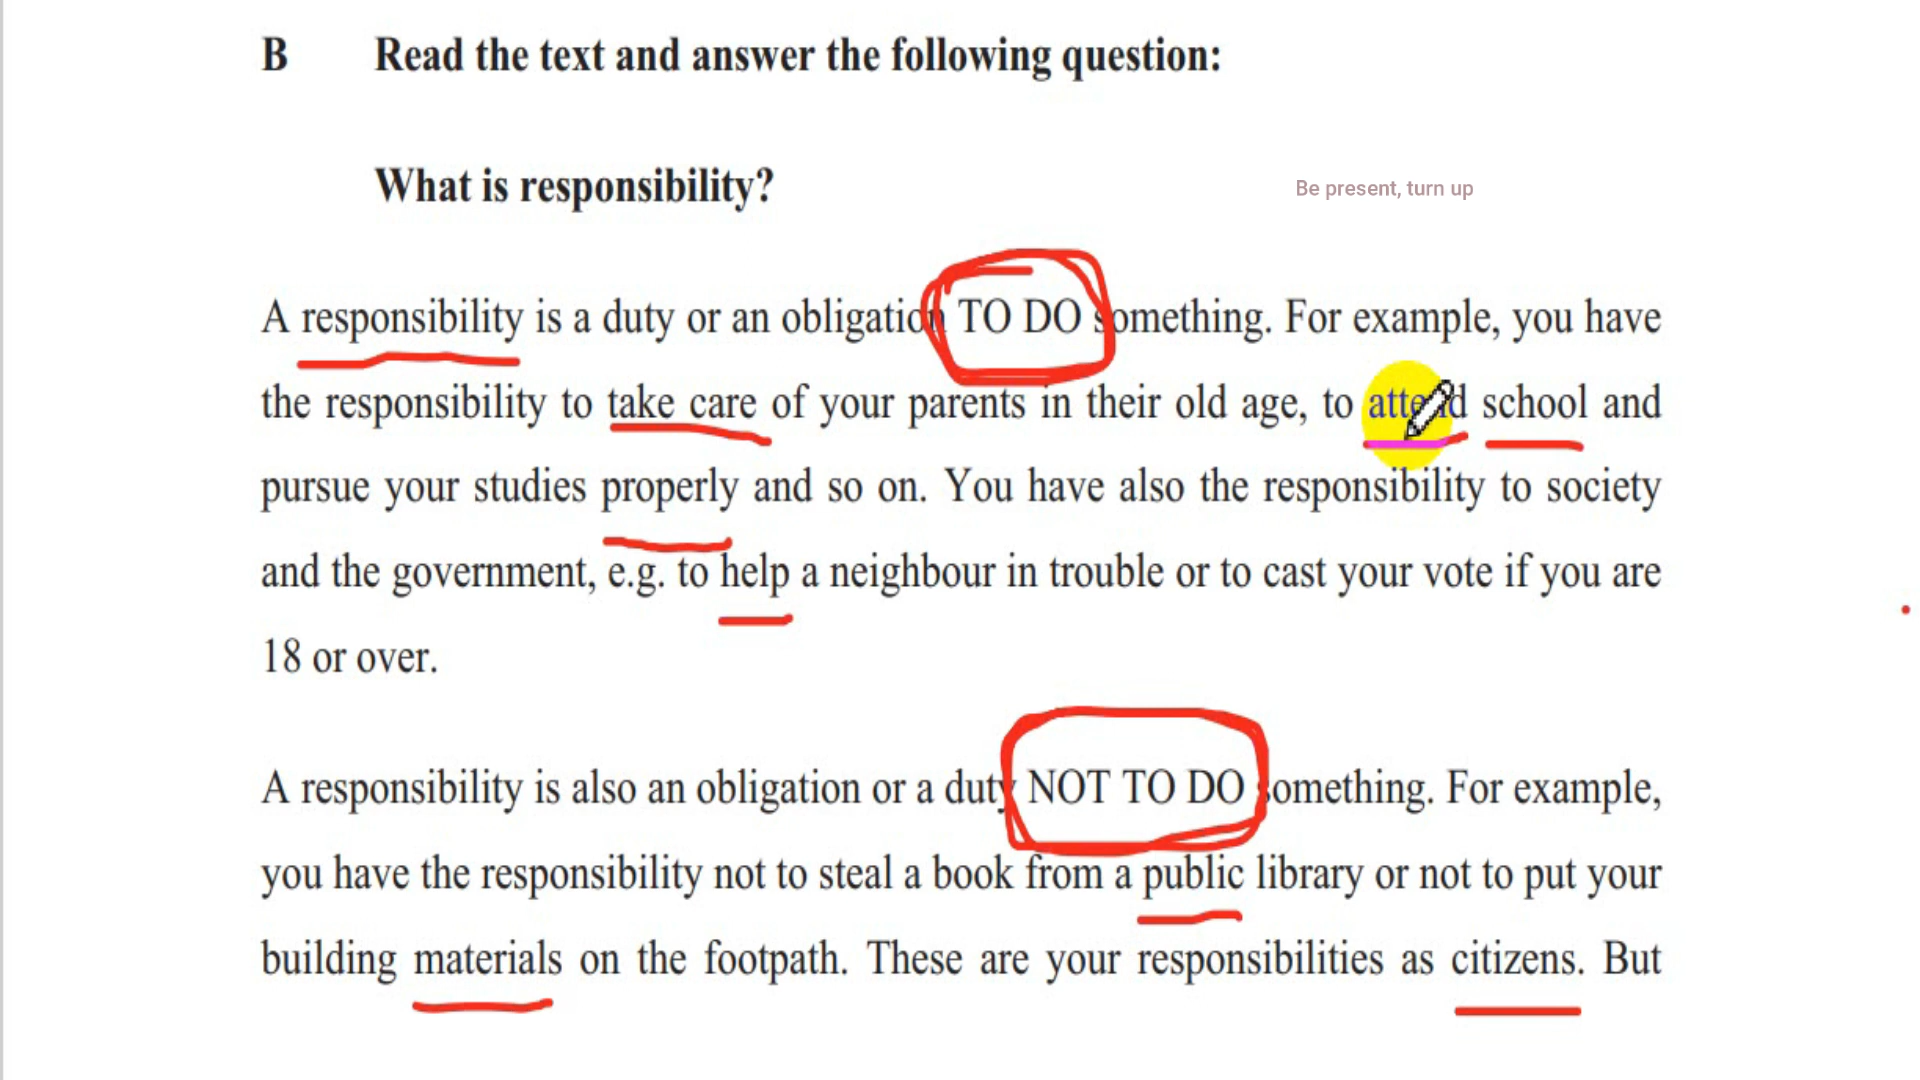 B Read the text and answer the following question:
What is responsibility?
Be present, turn up
A responsibility is a duty or an obligation TO DO something. For example, you have
the responsibility to take care of your parents in their old age, to attend school and
pursue your studies properly and so on. You have also the responsibility to society
and the government, e.g. to help a neighbour in trouble or to cast your vote if you are
18 or over.
A responsibility is also an obligation or a duty NOT TO DO something. For example,
you have the responsibility not to steal a book from a public library or not to put your
building materials on the footpath. These are your responsibilities as citizens. But